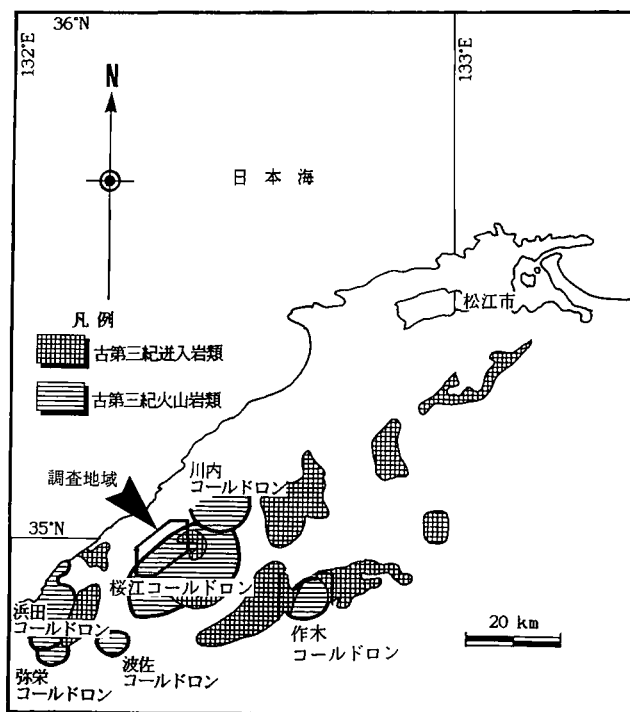 36°N
132°E
133°E
N
日本海
松江市
凡例
古第三紀迸入岩類
古第三紀火山岩類
調査地域
川内
コールドロン
35°N
桜江コールドロン
浜田
コールドロン
作木
コールドロン
波佐
コールドロン
弥栄
コールドロン
20 km